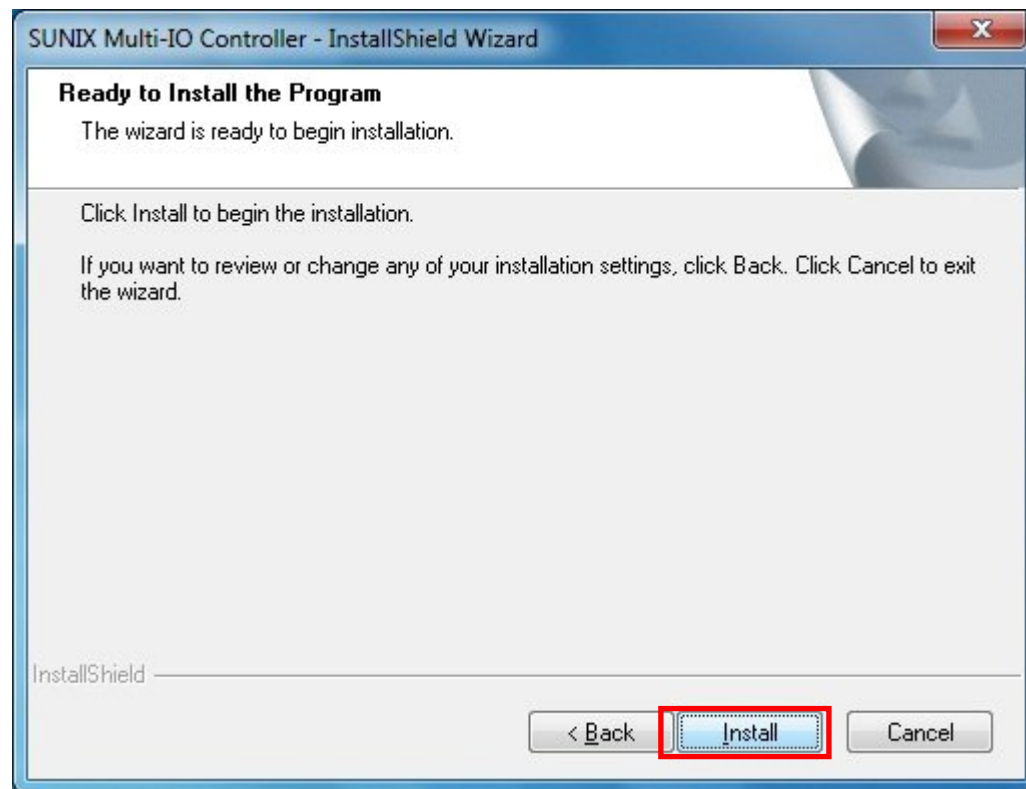 SUNIX Multi-IO Controller - InstallShield Wizard
Ready to Install the Program
The wizard is ready to begin installation.
Click Install to begin the installation.
If you want to review or change any of your installation settings, click Back. Click Cancel to exit
the wizard.
InstallShield
< Back
Install
Cancel